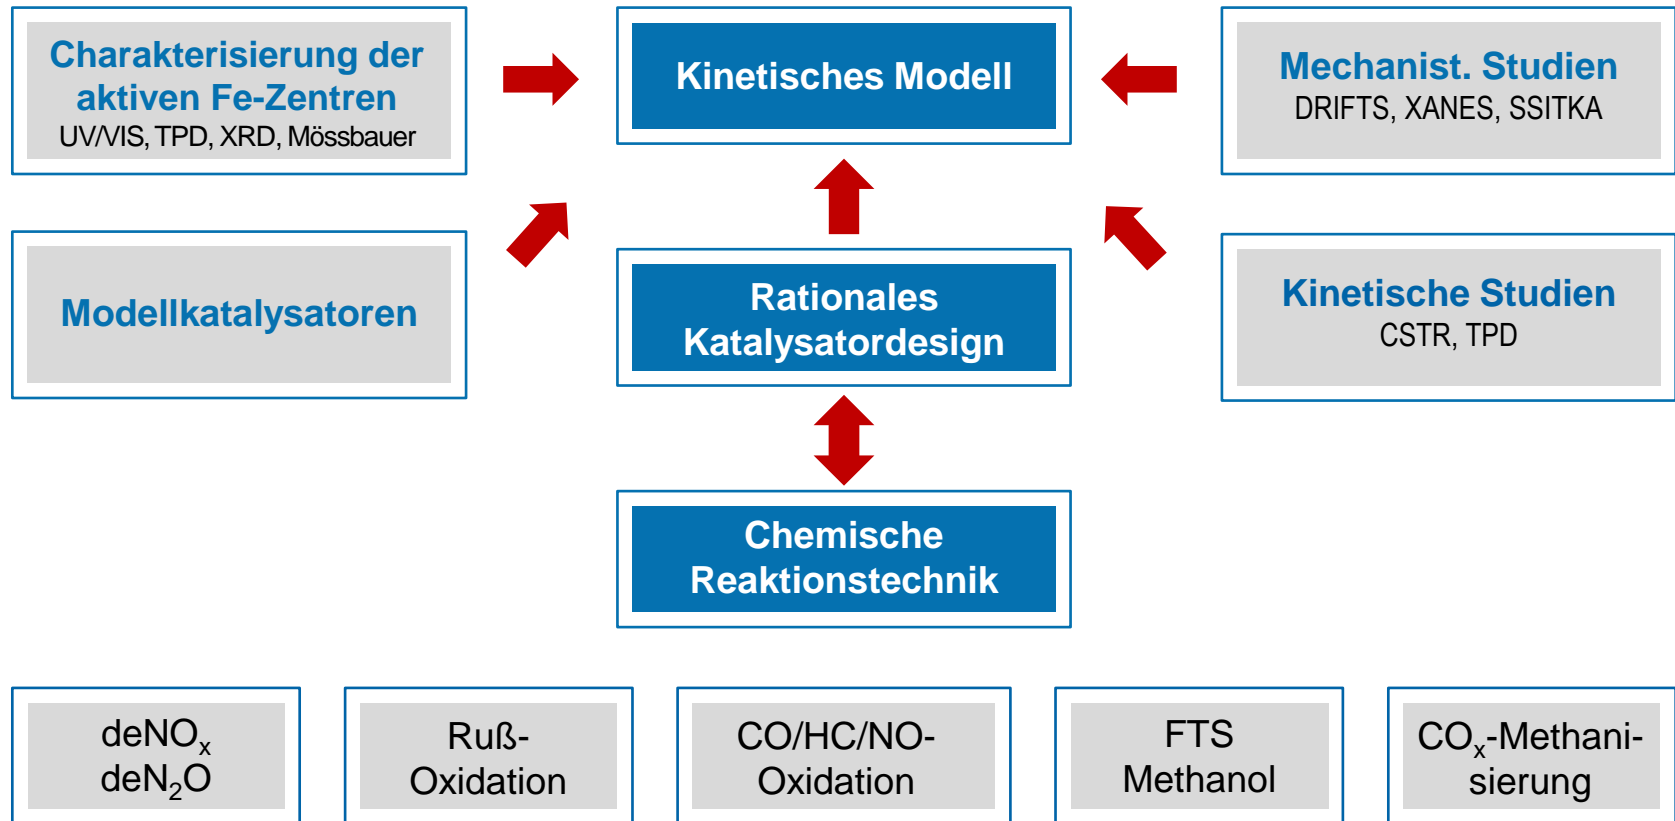 Charakterisierung der
aktiven Fe-Zentren
UV/VIS, TPD, XRD, Mössbauer
Kinetisches Modell
Mechanist. Studien
DRIFTS, XANES, SSITKA
Modellkatalysatoren
Rationales
Katalysatordesign
Kinetische Studien
CSTR, TPD
Chemische
Reaktionstechnik
deNOₓ
deN₂O
Ruß-
Oxidation
CO/HC/NO-
Oxidation
FTS
Methanol
COₓ-Methani-
sierung